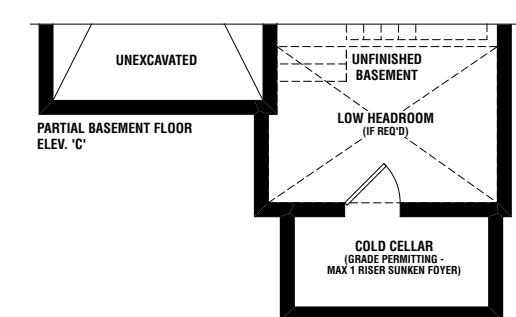 UNEXCAVATED
UNFINISHED
BASEMENT
PARTIAL BASEMENT FLOOR
ELEV. 'C'
LOW HEADROOM
(IF REQ'D)
COLD CELLAR
(GRADE PERMITTING -
MAX 1 RISER SUNKEN FOYER)